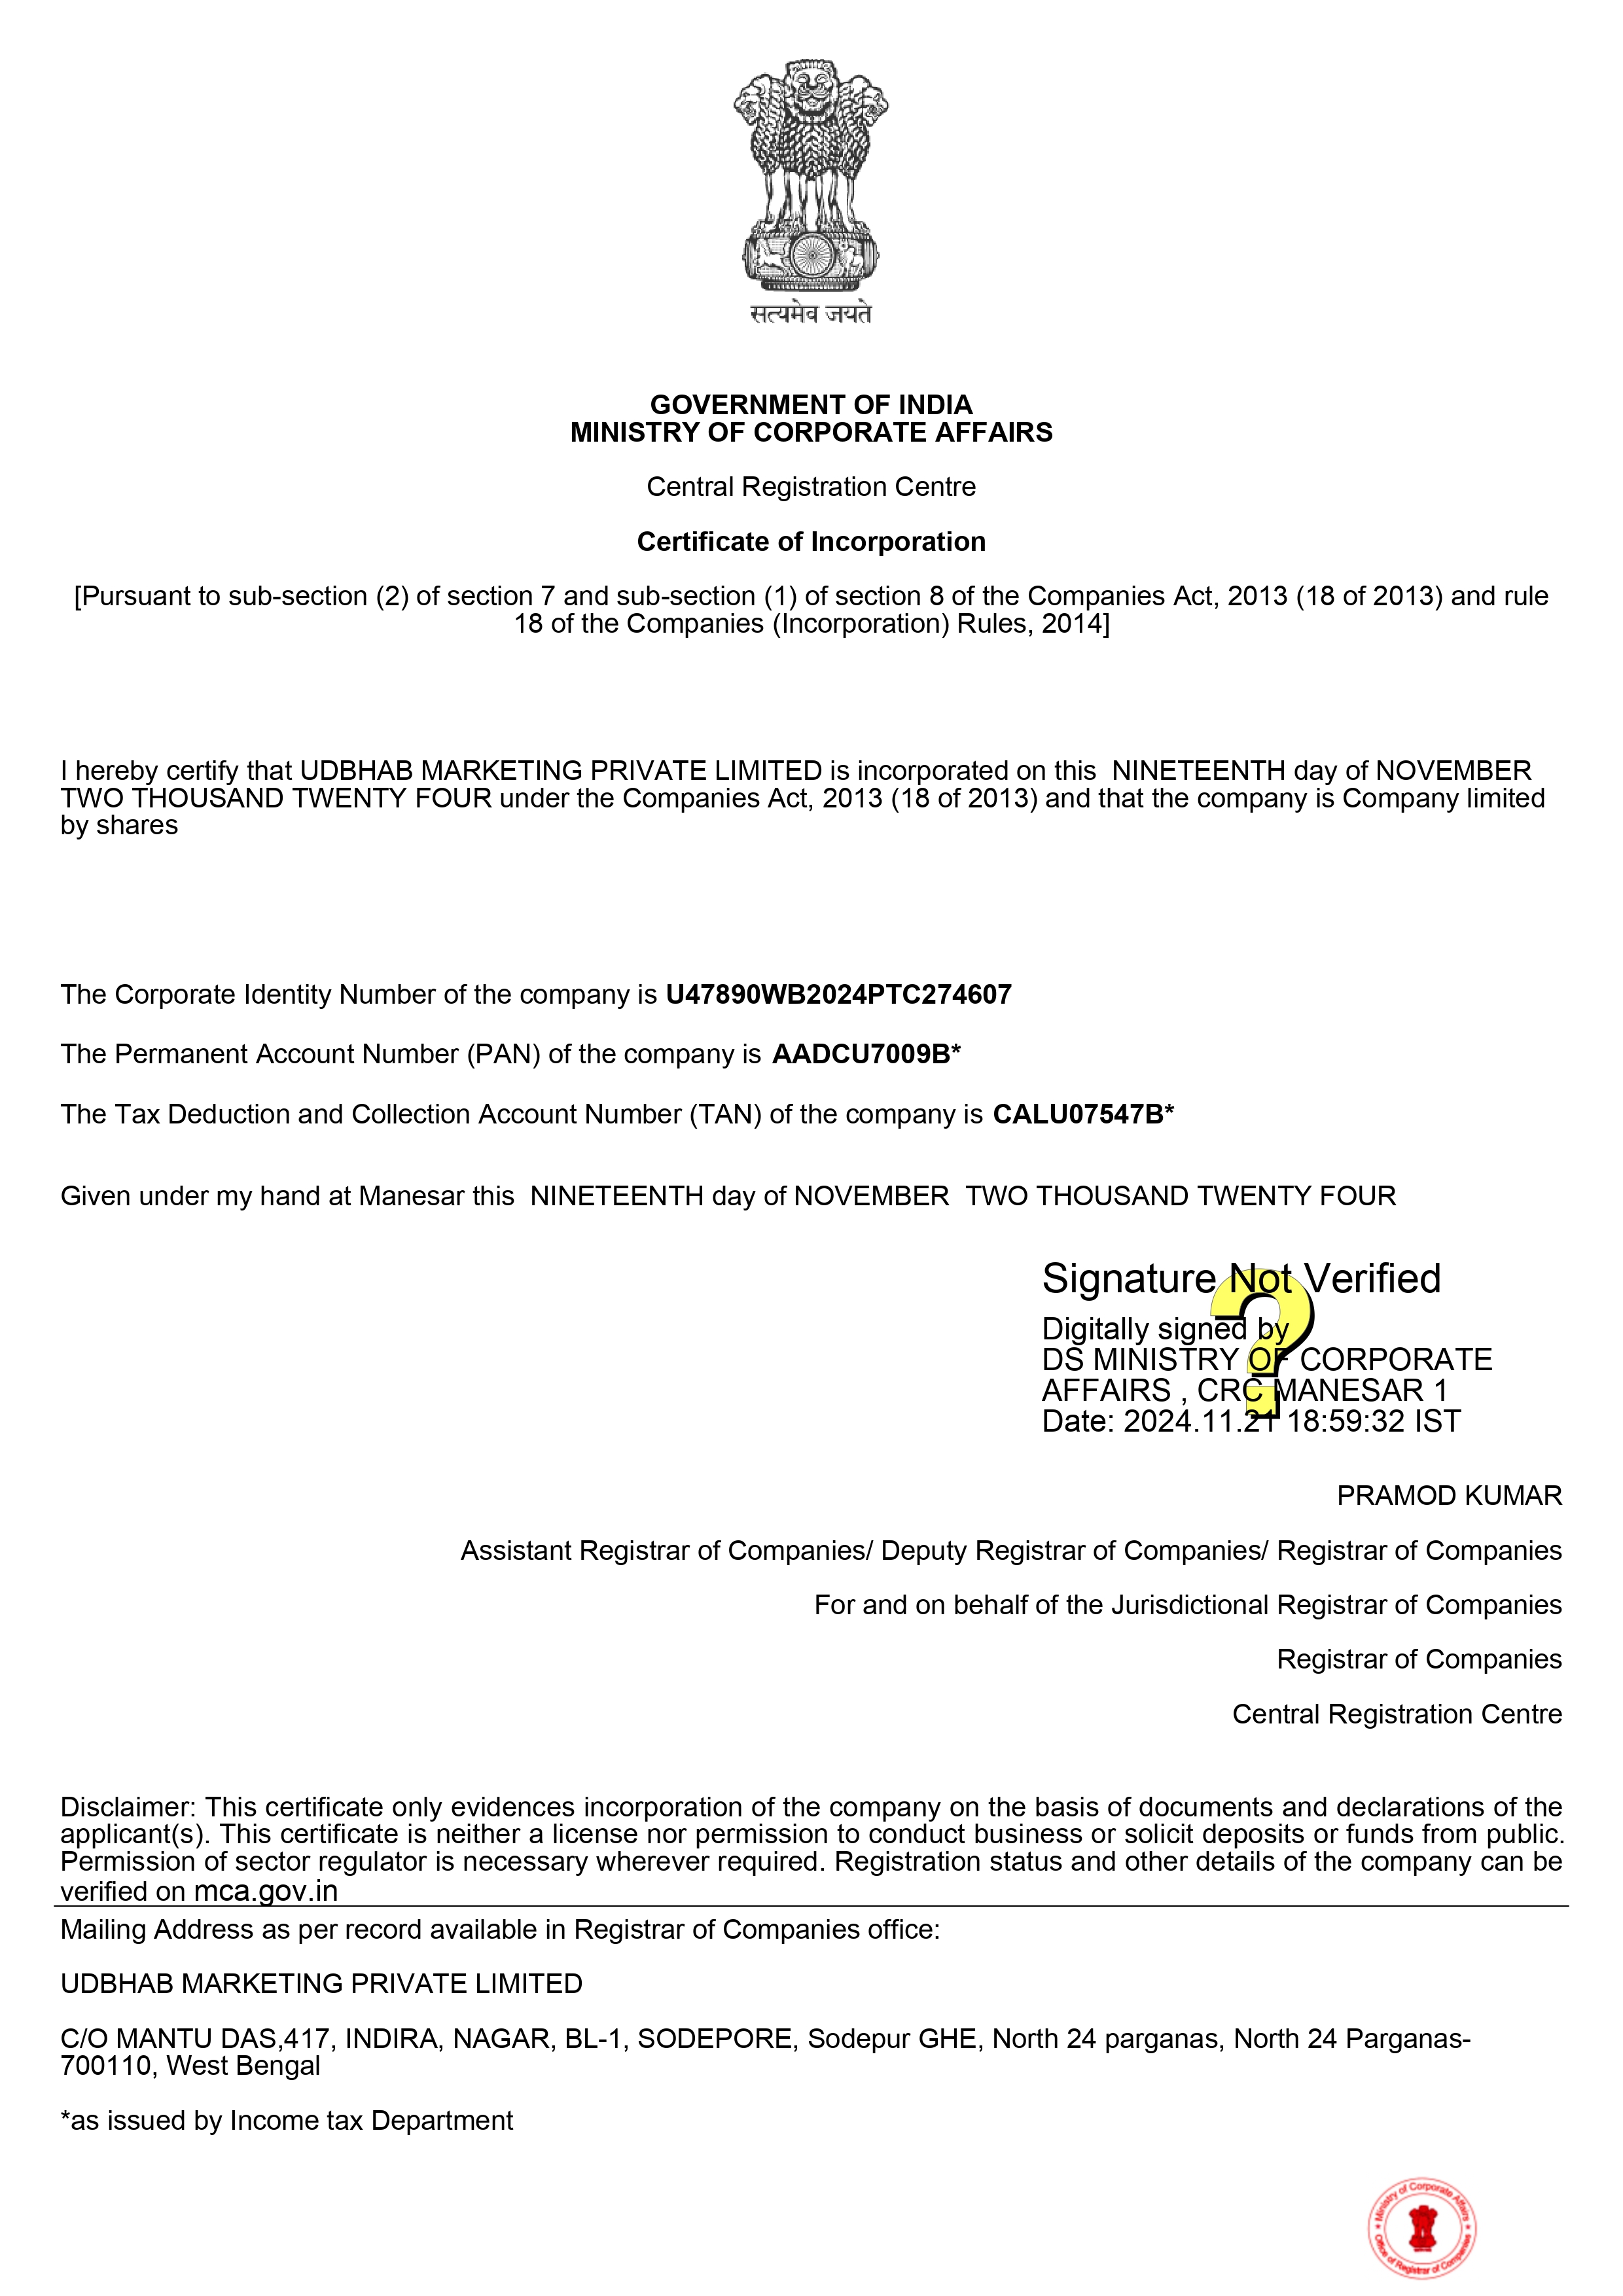 सत्यमेव जयते
GOVERNMENT OF INDIA
MINISTRY OF CORPORATE AFFAIRS
Central Registration Centre
Certificate of Incorporation
[Pursuant to sub-section (2) of section 7 and sub-section (1) of section 8 of the Companies Act, 2013 (18 of 2013) and rule
18 of the Companies (Incorporation) Rules, 2014]
I hereby certify that UDBHAB MARKETING PRIVATE LIMITED is incorporated on this NINETEENTH day of NOVEMBER
TWO THOUSAND TWENTY FOUR under the Companies Act, 2013 (18 of 2013) and that the company is Company limited
by shares
The Corporate Identity Number of the company is U47890WB2024PTC274607
The Permanent Account Number (PAN) of the company is AADCU7009B*
The Tax Deduction and Collection Account Number (TAN) of the company is CALU07547B*
Given under my hand at Manesar this NINETEENTH day of NOVEMBER TWO THOUSAND TWENTY FOUR
Signature Not Verified
Digitally signed by
DS MINISTRY OF CORPORATE
AFFAIRS , CRC MANESAR 1
Date: 2024.11.21 18:59:32 IST
PRAMOD KUMAR
Assistant Registrar of Companies/ Deputy Registrar of Companies/ Registrar of Companies
For and on behalf of the Jurisdictional Registrar of Companies
Registrar of Companies
Central Registration Centre
Disclaimer: This certificate only evidences incorporation of the company on the basis of documents and declarations of the
applicant(s). This certificate is neither a license nor permission to conduct business or solicit deposits or funds from public.
Permission of sector regulator is necessary wherever required. Registration status and other details of the company can be
verified on mca.gov.in
Mailing Address as per record available in Registrar of Companies office:
UDBHAB MARKETING PRIVATE LIMITED
C/O MANTU DAS,417, INDIRA, NAGAR, BL-1, SODEPORE, Sodepur GHE, North 24 parganas, North 24 Parganas-
700110, West Bengal
*as issued by Income tax Department
Ministry of Corporate Affairs
Office of Registrar of Companies